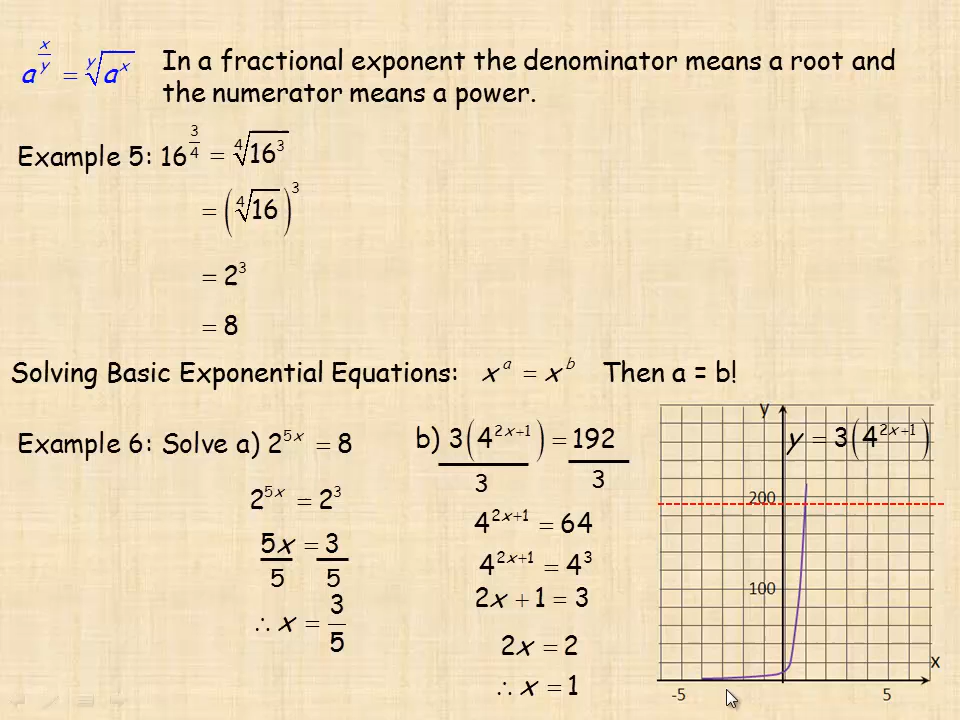 a^(x/y) = ʸ√(aˣ) In a fractional exponent the denominator means a root and
the numerator means a power.
Example 5: 16^(3/4) = ⁴√(16³)
= (⁴√16)³
= 2³
= 8
Solving Basic Exponential Equations: xᵃ = xᵇ Then a = b!
Example 6: Solve a) 2^(5x) = 8
2^(5x) = 2³
5x = 3
5 5
∴ x = 3/5
b) 3(4^(2x+1)) = 192
3 3
4^(2x+1) = 64
4^(2x+1) = 4³
2x + 1 = 3
2x = 2
∴ x = 1
y
y = 3(4^(2x+1))
200
100
x
-5 5